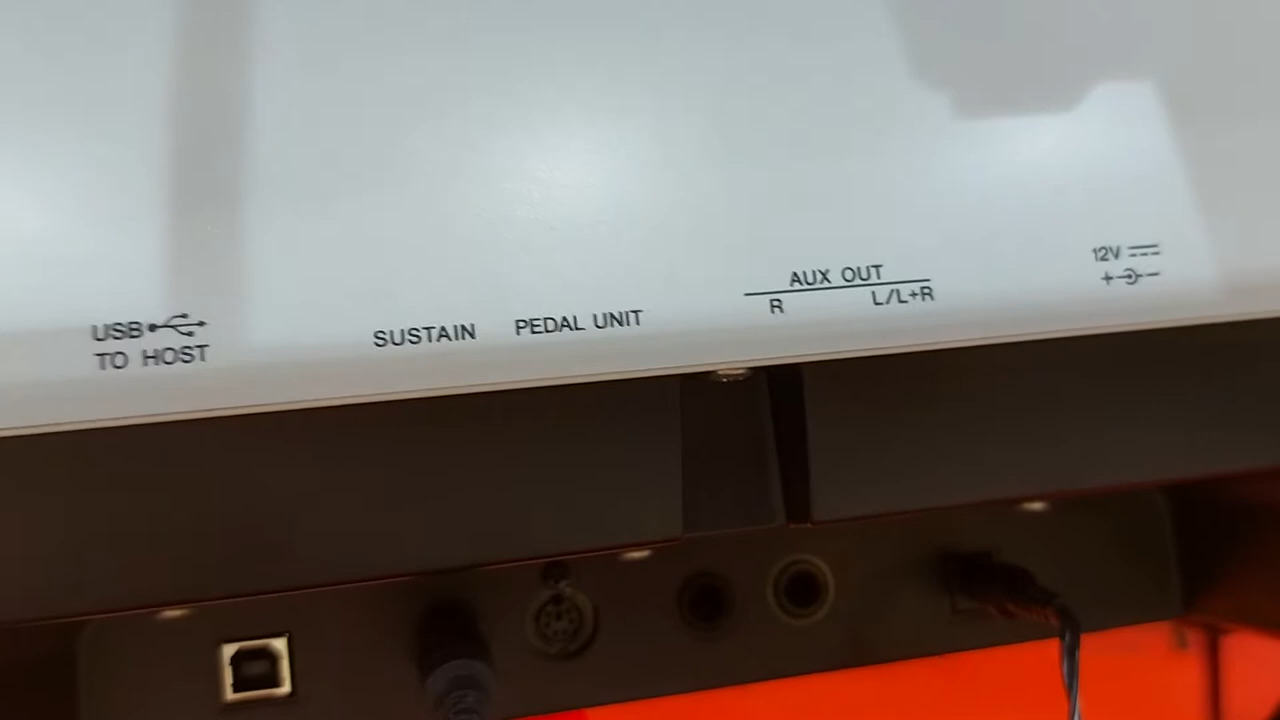 USB
TO HOST
SUSTAIN
PEDAL UNIT
AUX OUT
R
L/L+R
12V